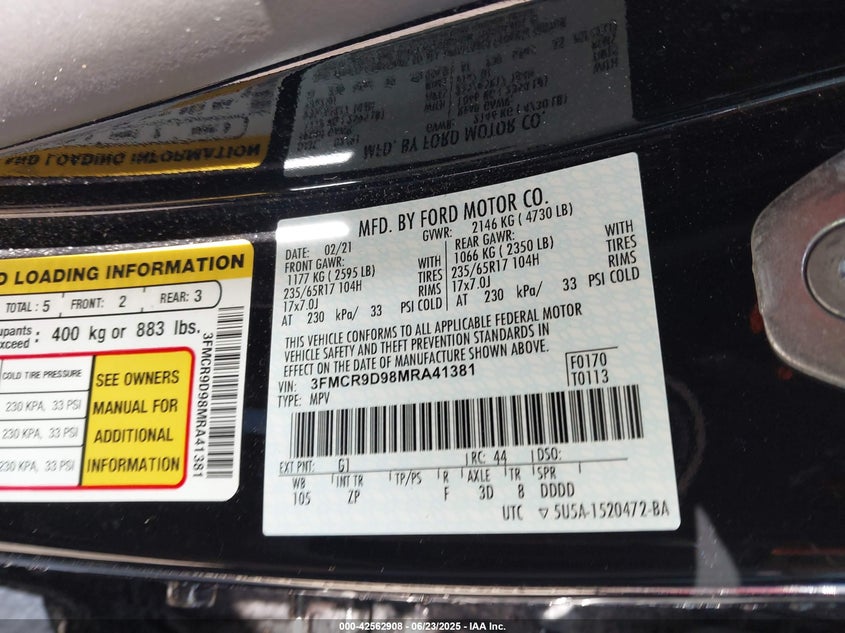 MFD. BY FORD MOTOR CO.
DATE: 02/21 GVWR: 2146 KG ( 4730 LB)
FRONT GAWR: WITH REAR GAWR: WITH
1177 KG ( 2595 LB) TIRES 1066 KG ( 2350 LB) TIRES
235/65R17 104H RIMS 235/65R17 104H RIMS
17x7.0J 17x7.0J
AT 230 kPa/ 33 PSI COLD AT 230 kPa/ 33 PSI COLD
THIS VEHICLE CONFORMS TO ALL APPLICABLE FEDERAL MOTOR
VEHICLE SAFETY AND THEFT PREVENTION STANDARDS IN
EFFECT ON THE DATE OF MANUFACTURE SHOWN ABOVE.
VIN: 3FMCR9D98MRA41381 F0170
TYPE: MPV T0113
EXT PNT: G1 RC: 44 DSO:
WB INT TR TP/PS R AXLE TR SPR
105 ZP F 3D 8 DDDD
UTC ▽ 5U5A-1520472-BA
LOADING INFORMATION
TOTAL : 5 FRONT: 2 REAR: 3
400 kg or 883 lbs.
COLD TIRE PRESSURE
230 KPA, 33 PSI
230 KPA, 33 PSI
230 KPA, 33 PSI
SEE OWNERS
MANUAL FOR
ADDITIONAL
INFORMATION
3FMCR9D98MRA41381
000-42562908 - 06/23/2025 - IAA Inc.